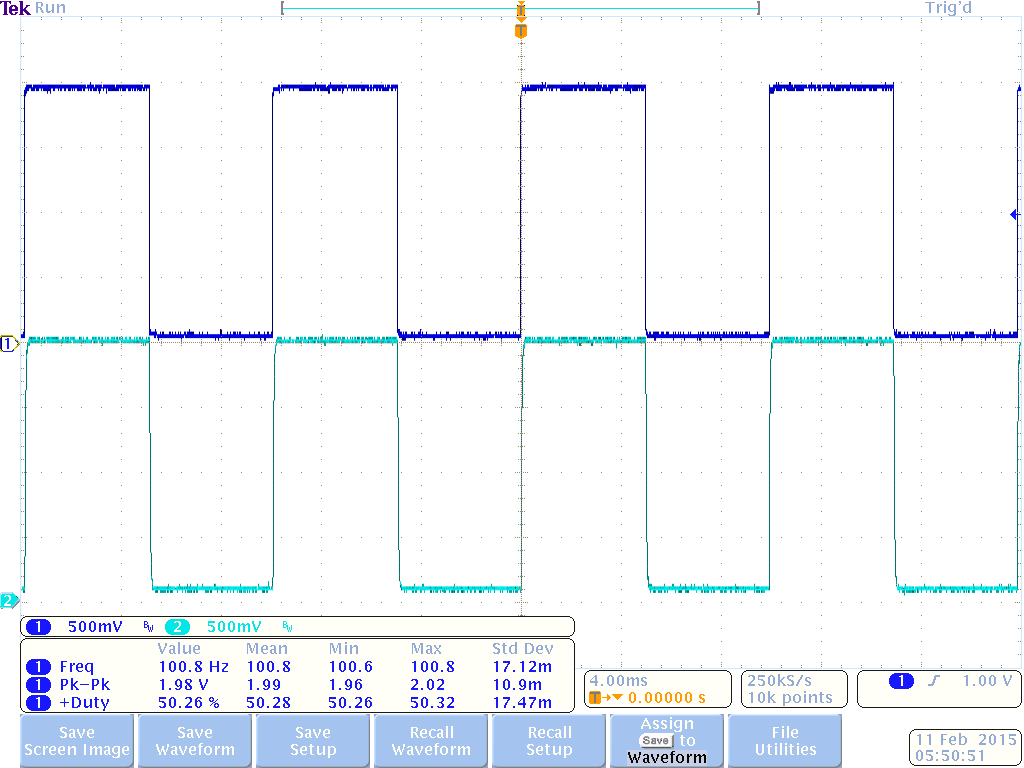 Tek Run Trig'd
T
T
1
2
1 500mV BW 2 500mV BW
Value Mean Min Max Std Dev
1 Freq 100.8 Hz 100.8 100.6 100.8 17.12m
1 Pk-Pk 1.98 V 1.99 1.96 2.02 10.9m
1 +Duty 50.26 % 50.28 50.26 50.32 17.47m
4.00ms
T→▼ 0.00000 s
250kS/s
10k points
1 1.00 V
Save
Screen Image
Save
Waveform
Save
Setup
Recall
Waveform
Recall
Setup
Assign
Save to
Waveform
File
Utilities
11 Feb 2015
05:50:51